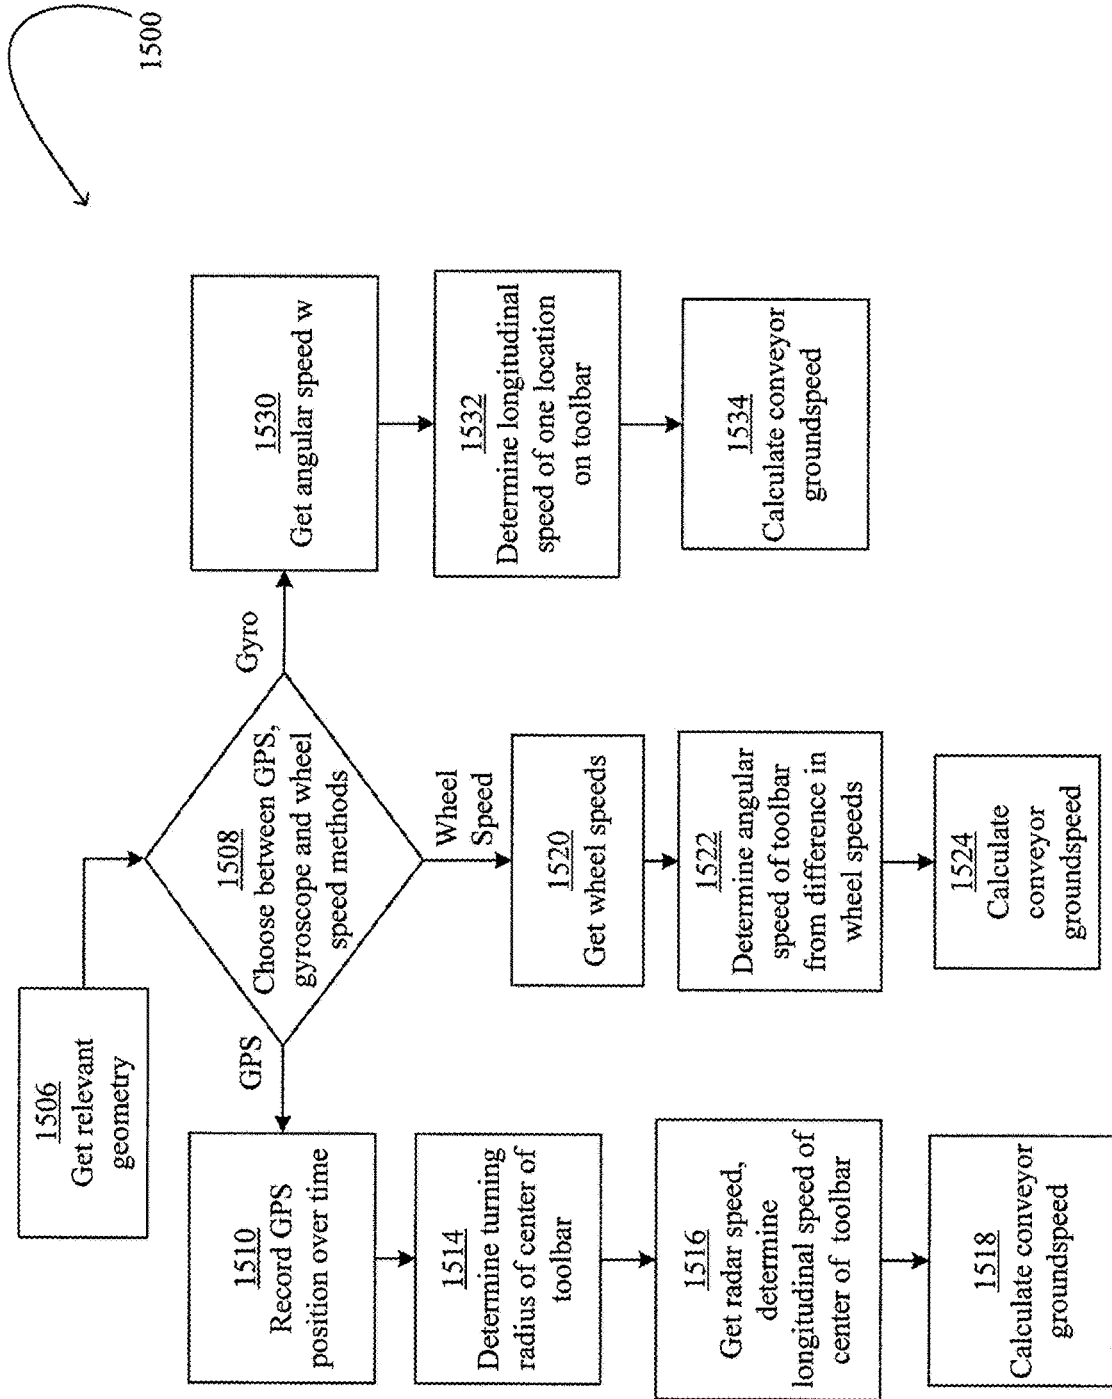 1500
1506
Get relevant
geometry
1508
Choose between GPS,
gyroscope and wheel
speed methods
GPS
Wheel
Speed
Gyro
1510
Record GPS
position over time
1514
Determine turning
radius of center of
toolbar
1516
Get radar speed,
determine
longitudinal speed of
center of toolbar
1518
Calculate conveyor
groundspeed
1520
Get wheel speeds
1522
Determine angular
speed of toolbar
from difference in
wheel speeds
1524
Calculate
conveyor
groundspeed
1530
Get angular speed w
1532
Determine longitudinal
speed of one location
on toolbar
1534
Calculate conveyor
groundspeed